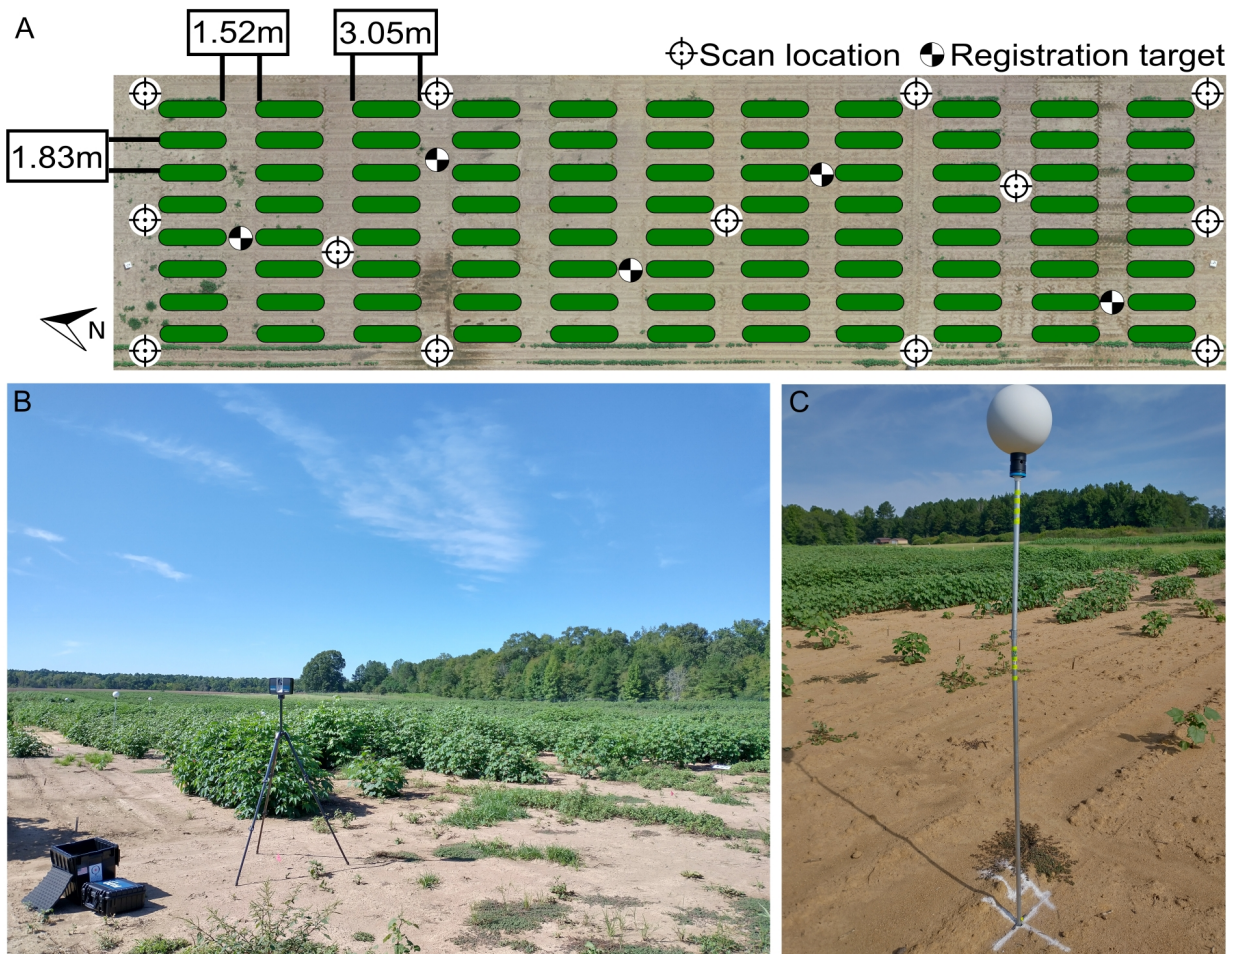 A
1.52m
3.05m
Scan location
Registration target
1.83m
N
B
C